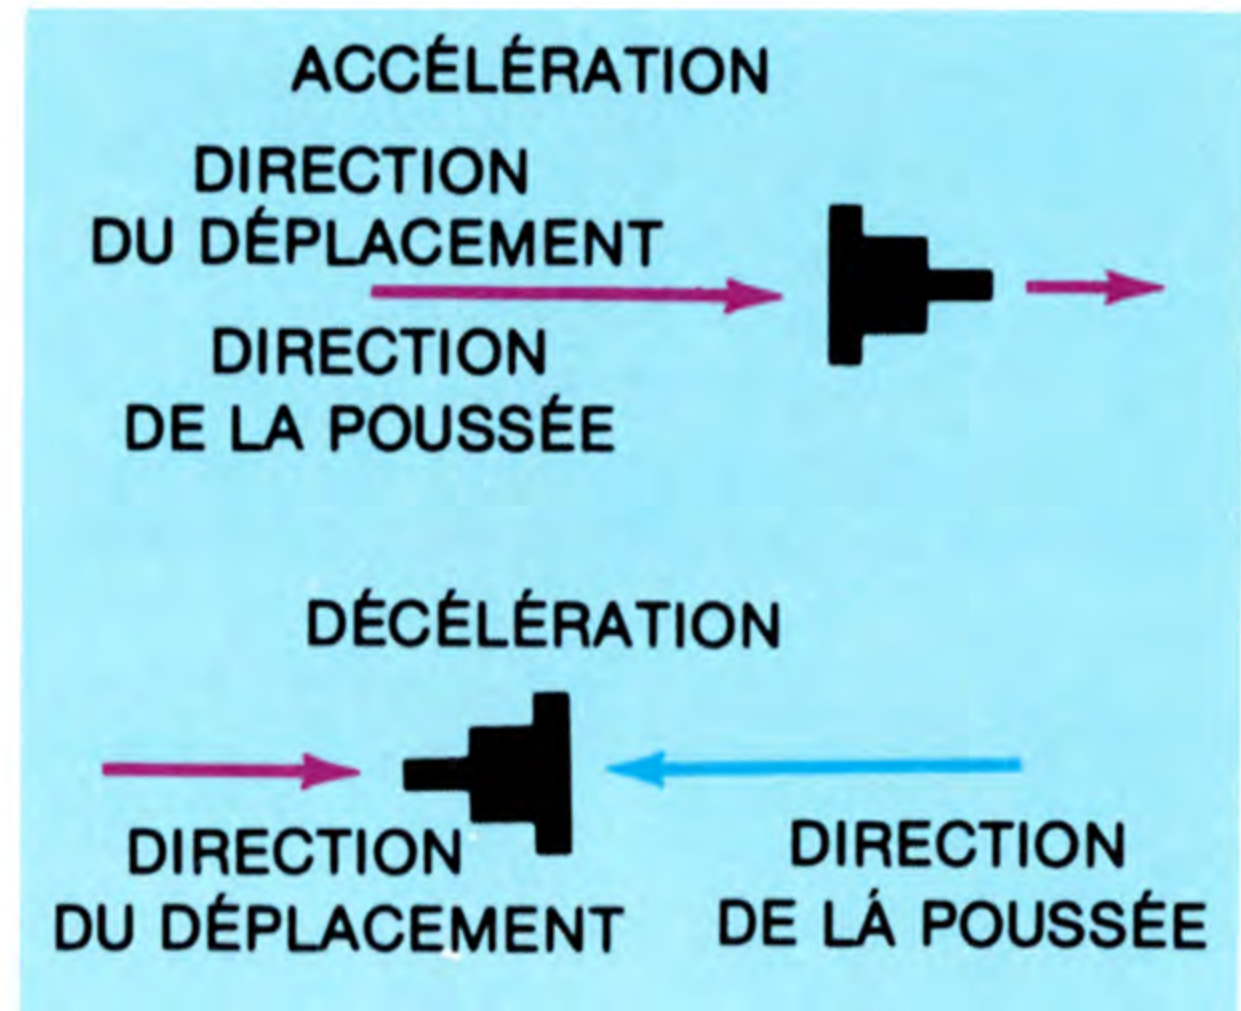 ACCÉLÉRATION
DIRECTION
DU DÉPLACEMENT
DIRECTION
DE LA POUSSÉE
DÉCÉLÉRATION
DIRECTION
DU DÉPLACEMENT
DIRECTION
DE LÁ POUSSÉE